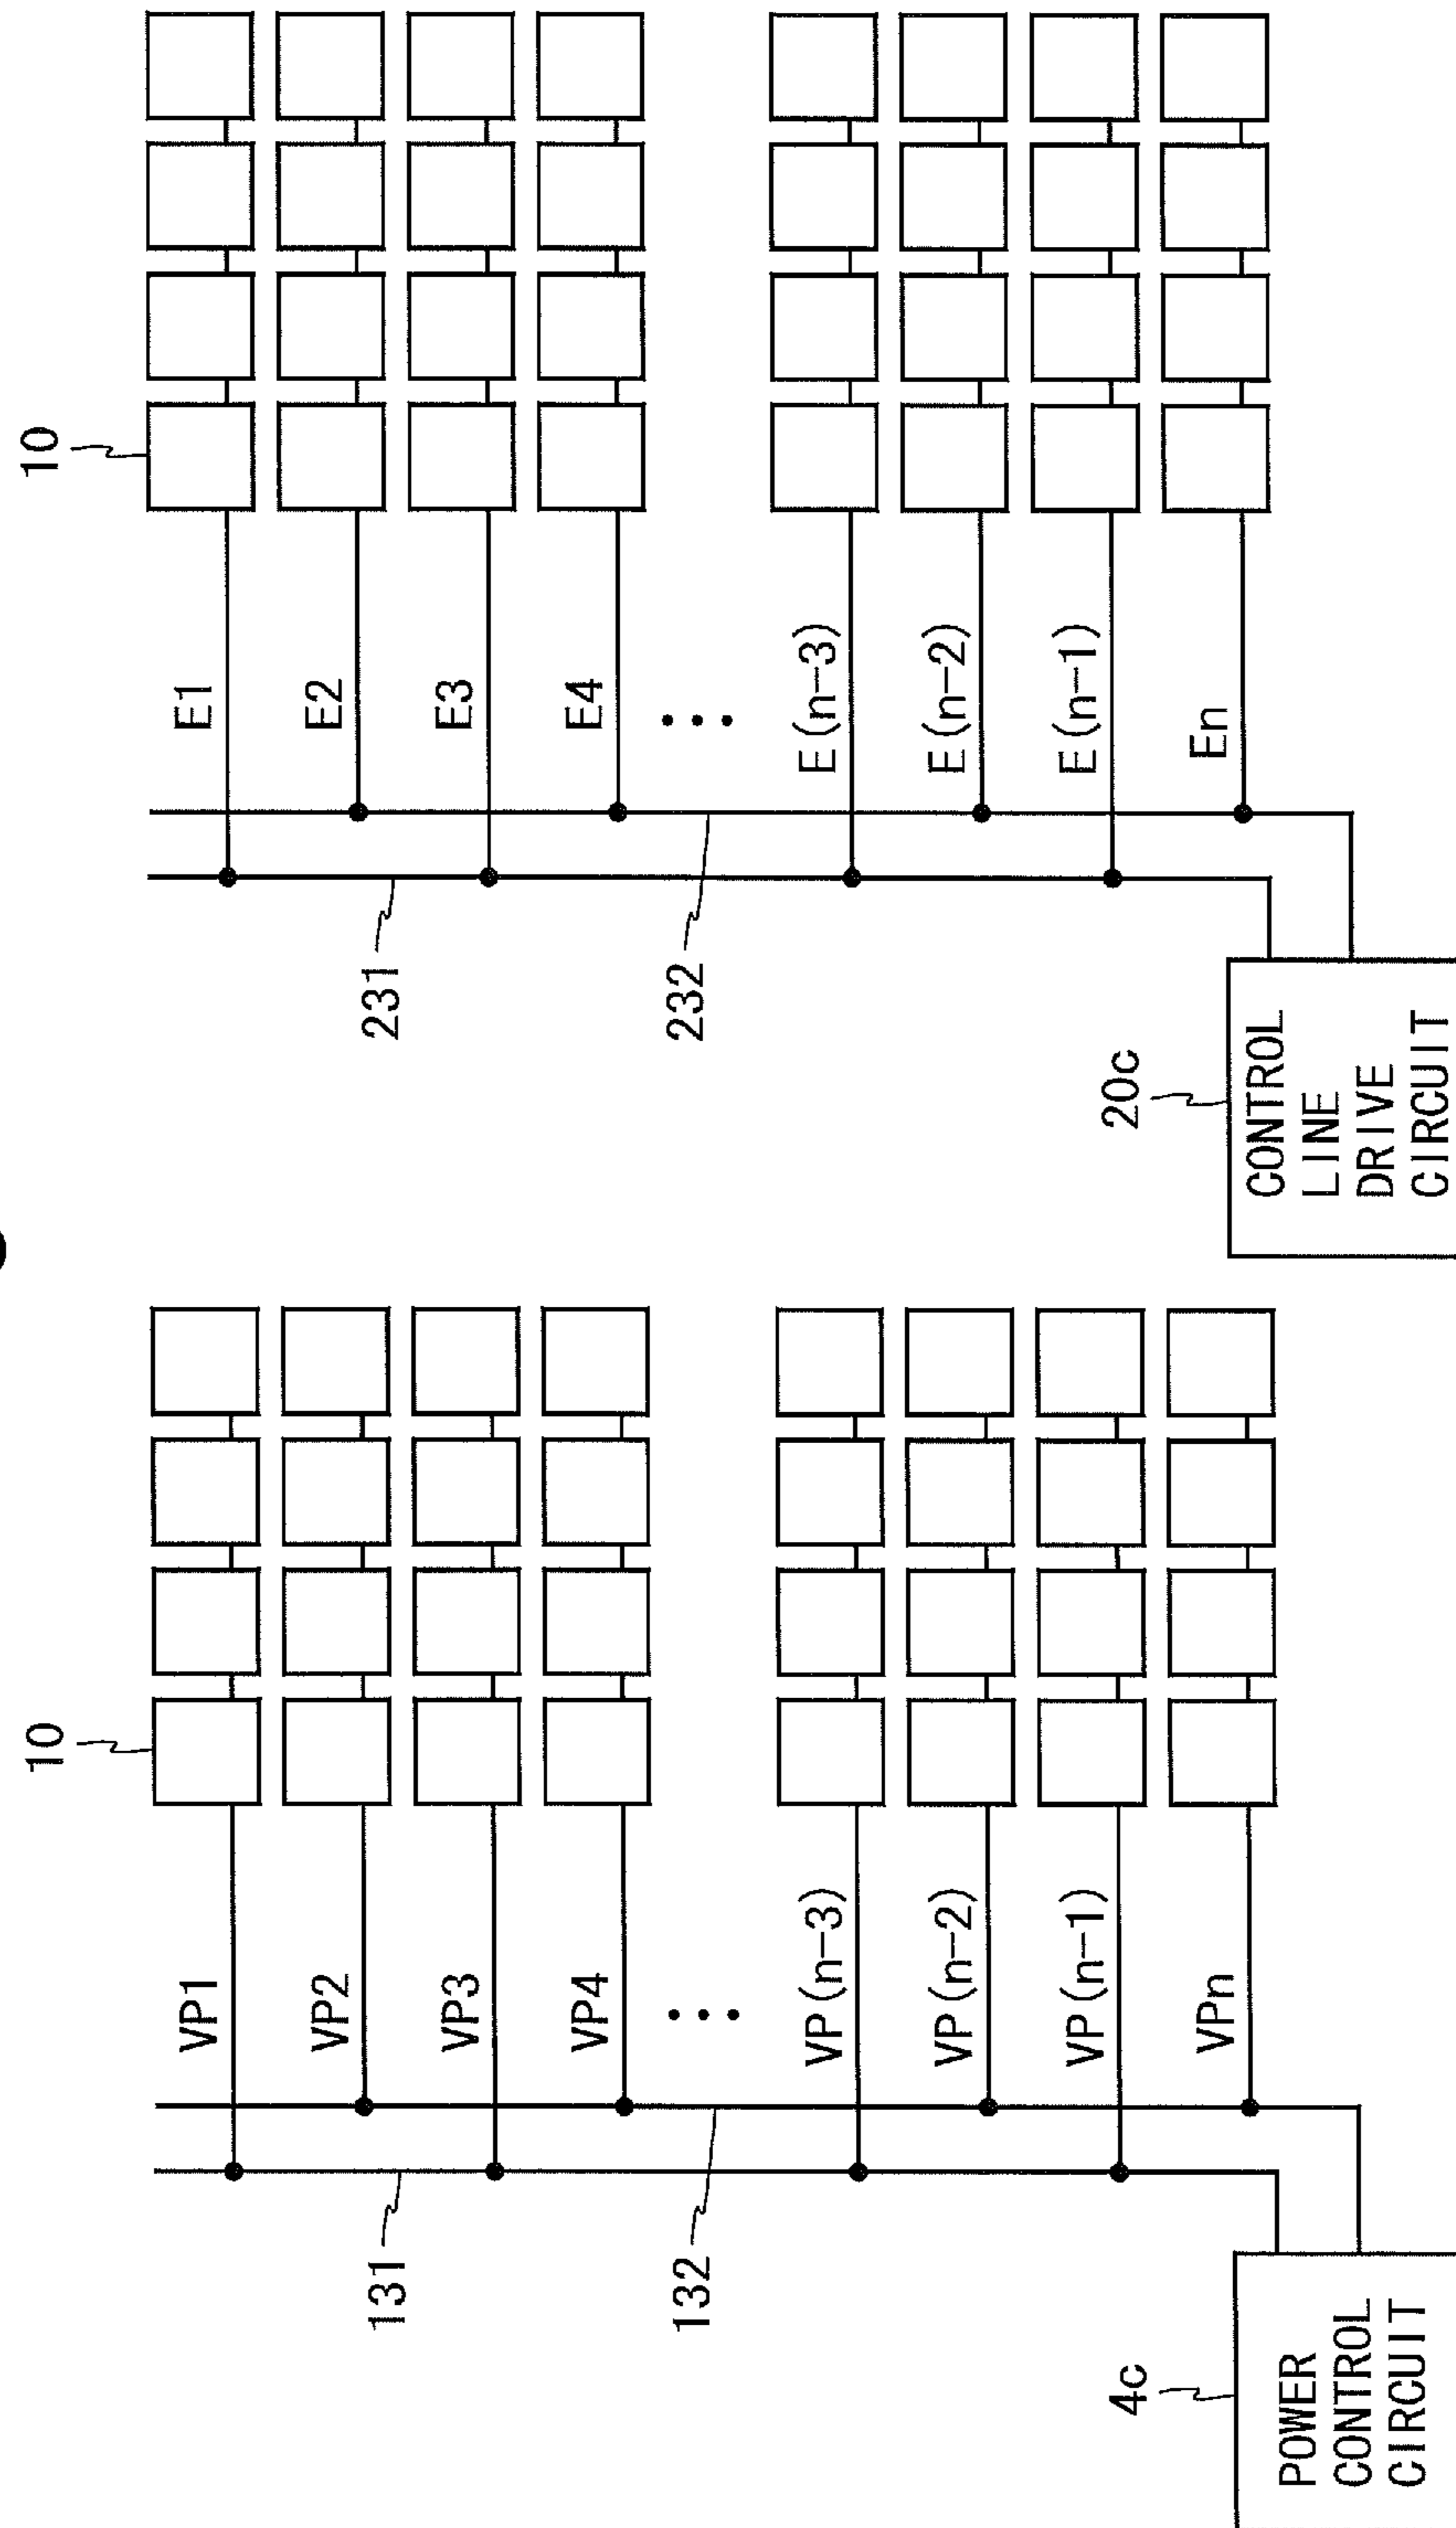 10
VP1
VP2
VP3
VP4
...
VP(n-3)
VP(n-2)
VP(n-1)
VPn
131
132
4c
POWER
CONTROL
CIRCUIT
10
E1
E2
E3
E4
...
E(n-3)
E(n-2)
E(n-1)
En
231
232
20c
CONTROL
LINE
DRIVE
CIRCUIT